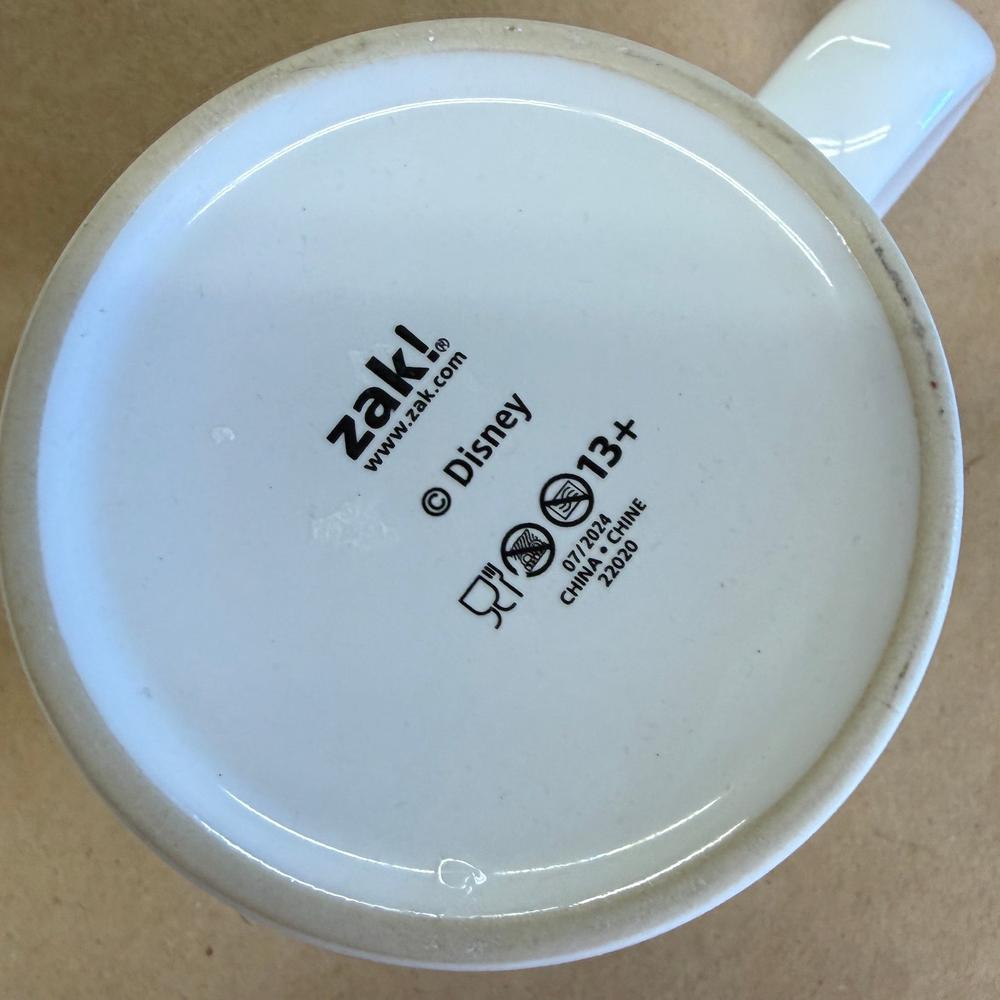 zak!®
www.zak.com
© Disney
13+
07/2024
CHINA • CHINE
22020